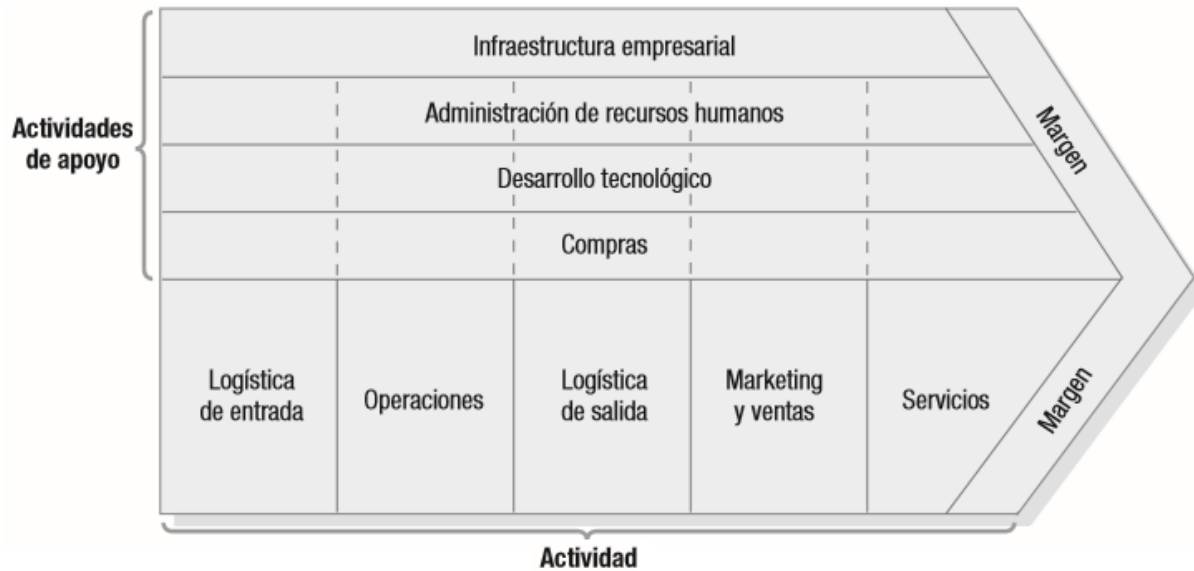 Infraestructura empresarial
Administración de recursos humanos
Actividades
de apoyo
Desarrollo tecnológico
Compras
Margen
Logística
de entrada
Operaciones
Logística
de salida
Marketing
y ventas
Servicios
Margen
Actividad